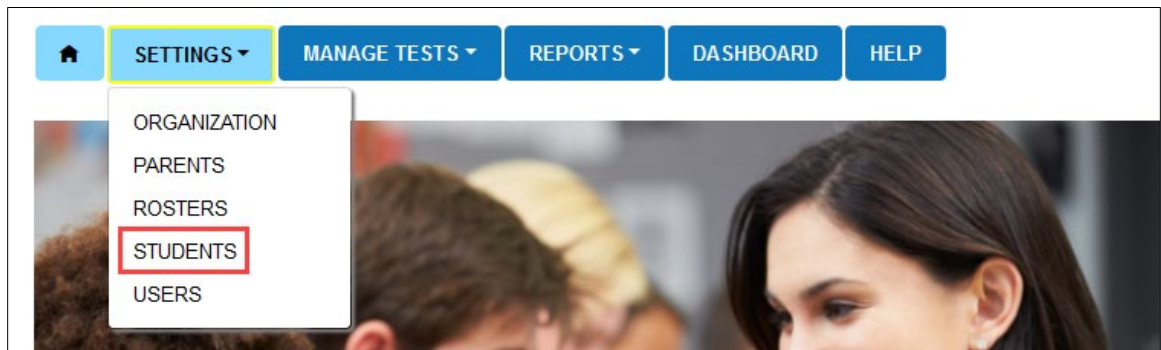 SETTINGS MANAGE TESTS REPORTS DASHBOARD HELP
ORGANIZATION
PARENTS
ROSTERS
STUDENTS
USERS